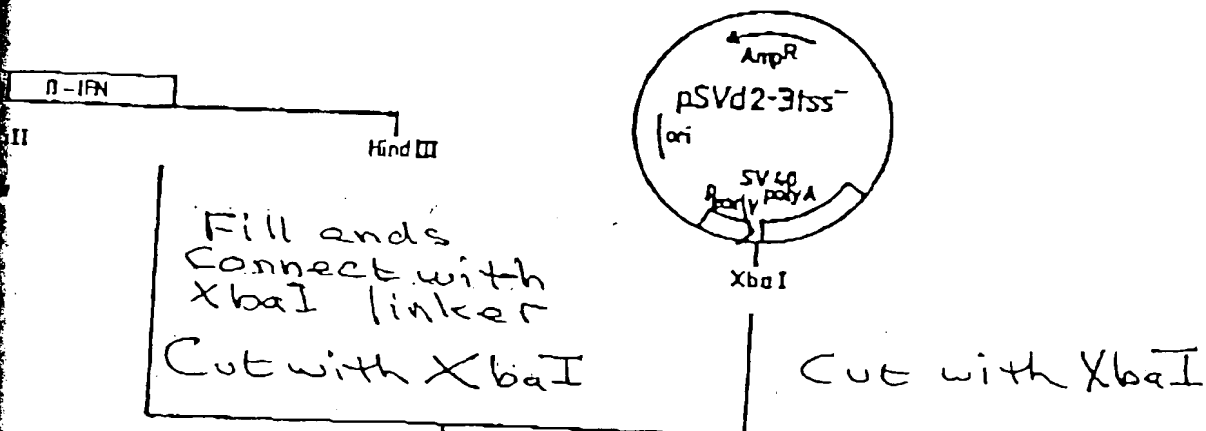 β-IFN
II
Hind III
AmpR
pSVd2-3tss-
ori
SV40
polyA
XbaI
Fill ends
Connect with
XbaI linker
Cut with XbaI
Cut with XbaI